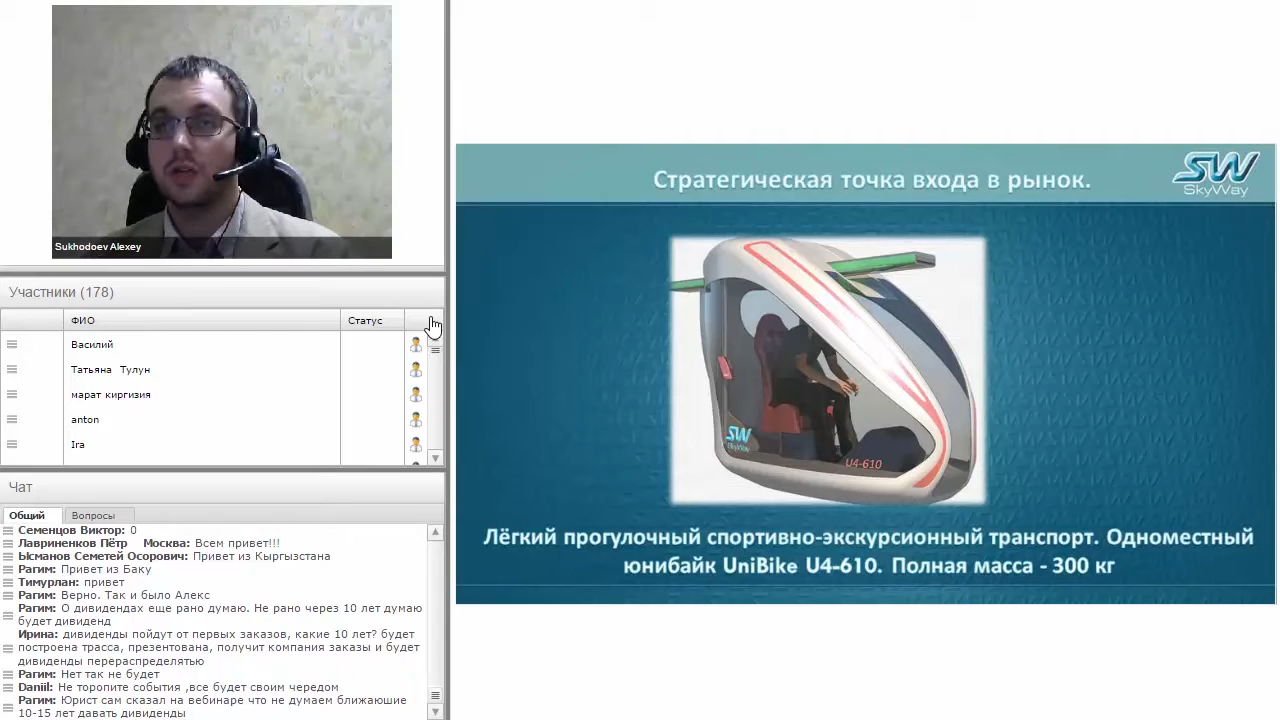 Sukhodoev Alexey
Участники (178)
ФИО Статус
Василий
Татьяна Тулун
марат киргизия
anton
Ira
Чат
Общий Вопросы
Семенцов Виктор: 0
Лавриненков Пётр Москва: Всем привет!!!
Ысманов Семетей Осорович: Привет из Кыргызстана
Рагим: Привет из Баку
Тимурлан: привет
Рагим: Верно. Так и было Алекс
Рагим: О дивидендах еще рано думаю. Не рано через 10 лет думаю
будет дивиденд
Ирина: дивиденды пойдут от первых заказов, какие 10 лет? будет
построена трасса, презентована, получит компания заказы и будет
дивиденды перераспределятью
Рагим: Нет так не будет
Daniil: Не торопите события ,все будет своим чередом
Рагим: Юрист сам сказал на вебинаре что не думаем ближаюшие
10-15 лет давать дивиденды
Стратегическая точка входа в рынок.
SW
SkyWay
SW
SkyWay
U4-610
Лёгкий прогулочный спортивно-экскурсионный транспорт. Одноместный
юнибайк UniBike U4-610. Полная масса - 300 кг